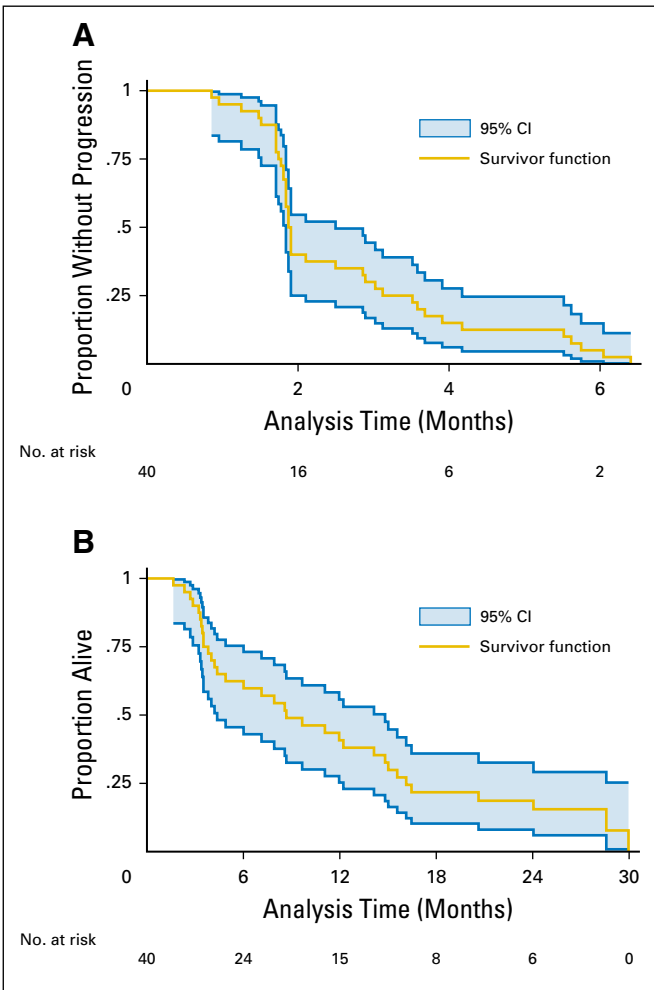 A
Proportion Without Progression
1
.75
.5
.25
95% CI
Survivor function
0 2 4 6
Analysis Time (Months)
No. at risk
40 16 6 2
B
Proportion Alive
1
.75
.5
.25
95% CI
Survivor function
0 6 12 18 24 30
Analysis Time (Months)
No. at risk
40 24 15 8 6 0